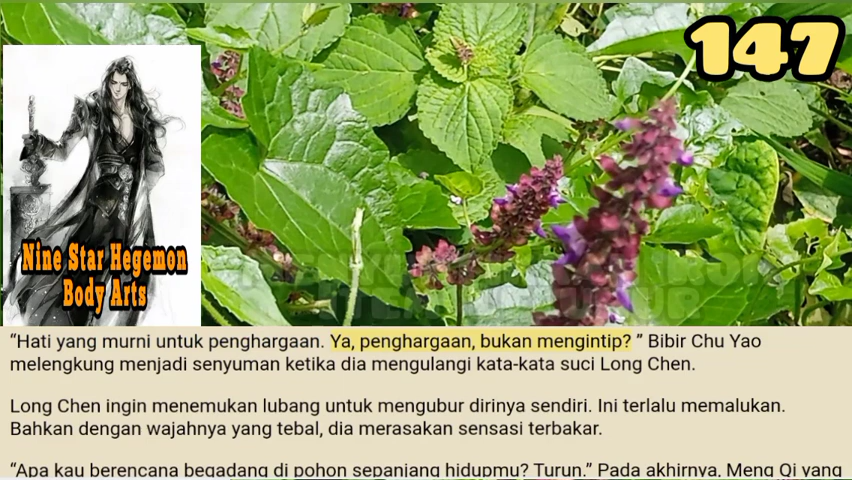 147
Nine Star Hegemon
Body Arts
“Hati yang murni untuk penghargaan. Ya, penghargaan, bukan mengintip? ” Bibir Chu Yao
melengkung menjadi senyuman ketika dia mengulangi kata-kata suci Long Chen.
Long Chen ingin menemukan lubang untuk mengubur dirinya sendiri. Ini terlalu memalukan.
Bahkan dengan wajahnya yang tebal, dia merasakan sensasi terbakar.
“Apa kau berencana begadang di pohon sepanjang hidupmu? Turun.” Pada akhirnya, Meng Qi yang